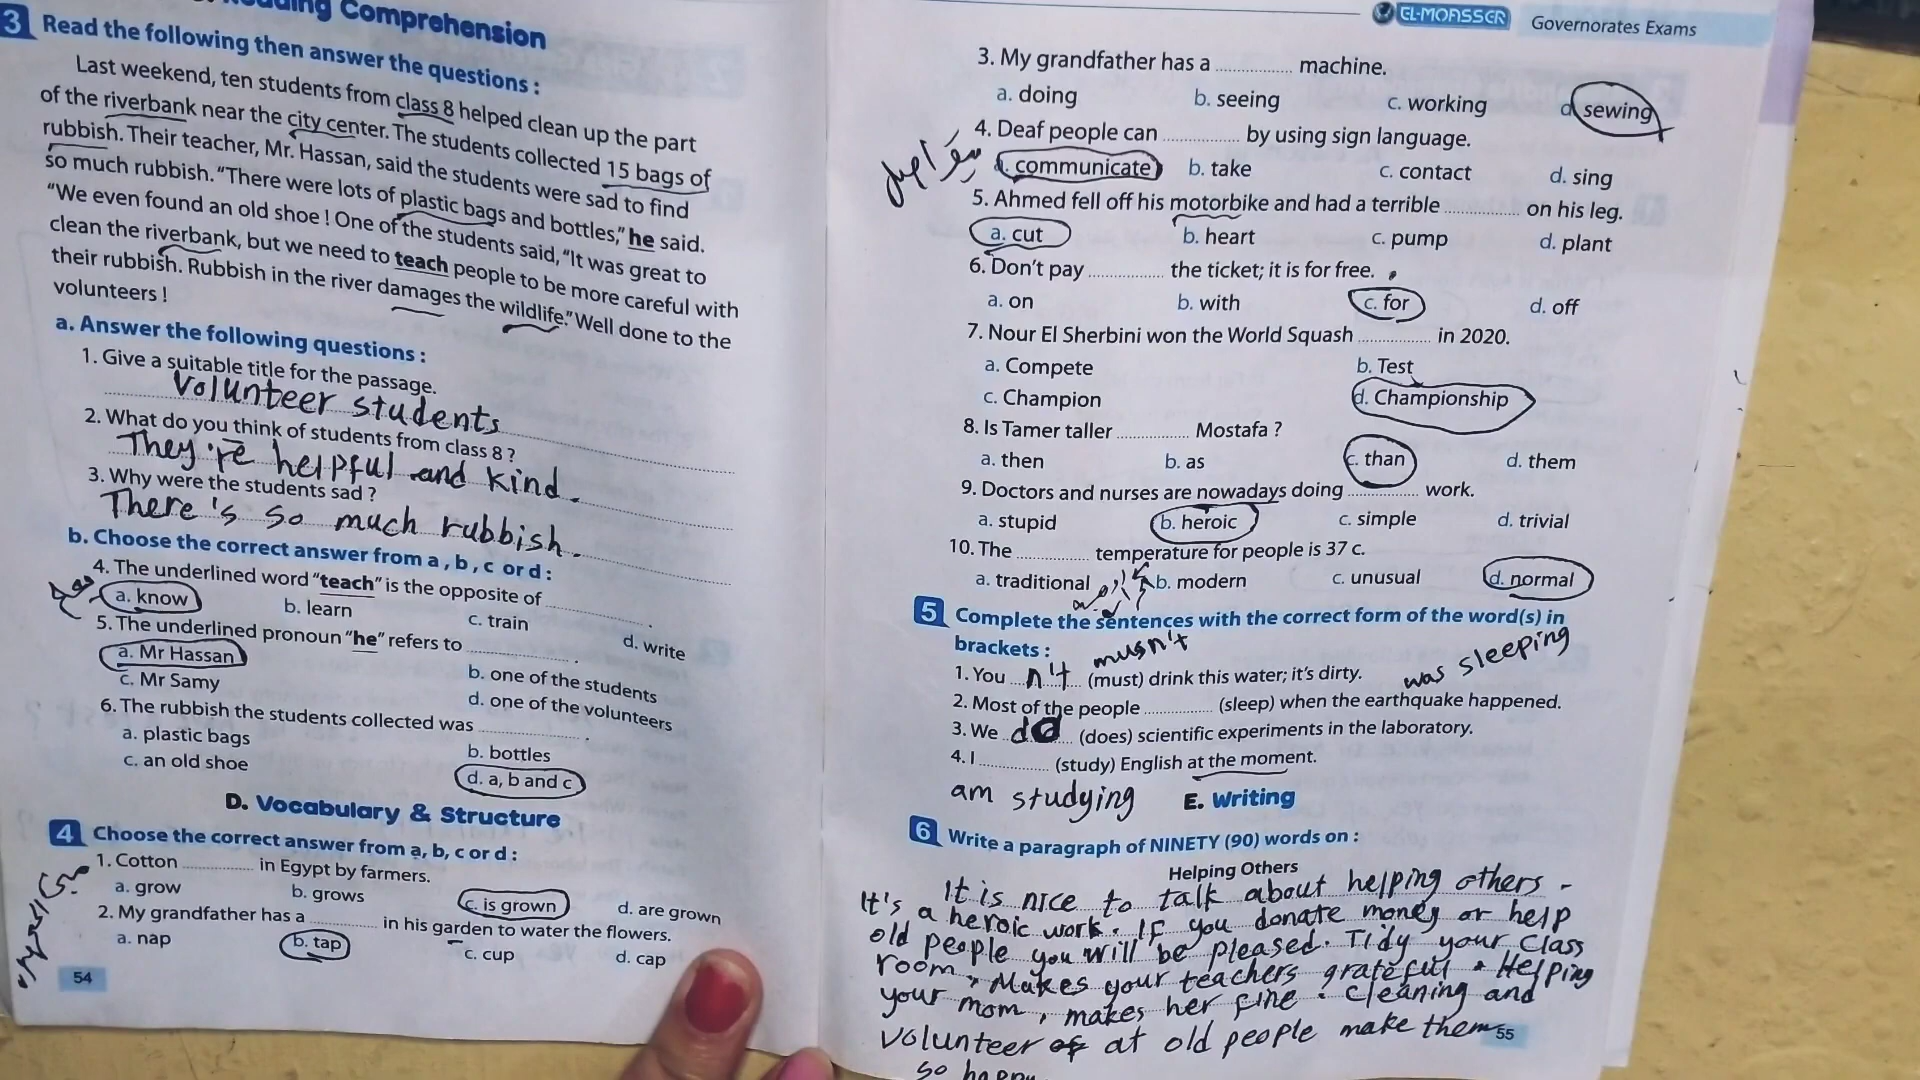 Reading Comprehension
3 Read the following then answer the questions :
Last weekend, ten students from class 8 helped clean up the part
of the riverbank near the city center. The students collected 15 bags of
rubbish. Their teacher, Mr. Hassan, said the students were sad to find
so much rubbish. "There were lots of plastic bags and bottles," he said.
"We even found an old shoe ! One of the students said, "It was great to
clean the riverbank, but we need to teach people to be more careful with
their rubbish. Rubbish in the river damages the wildlife." Well done to the
volunteers !
a. Answer the following questions :
1. Give a suitable title for the passage.
Volunteer students
2. What do you think of students from class 8 ?
They're helpful and kind.
3. Why were the students sad ?
There's so much rubbish.
b. Choose the correct answer from a , b , c or d :
4. The underlined word "teach" is the opposite of .............. .
a. know b. learn c. train d. write
5. The underlined pronoun "he" refers to .............. .
a. Mr Hassan b. one of the students
c. Mr Samy d. one of the volunteers
6. The rubbish the students collected was .............. .
a. plastic bags b. bottles
c. an old shoe d. a, b and c
D. Vocabulary & Structure
4 Choose the correct answer from a, b, c or d :
1. Cotton .............. in Egypt by farmers.
a. grow b. grows c. is grown d. are grown
2. My grandfather has a .............. in his garden to water the flowers.
a. nap b. tap c. cup d. cap
54
EL-MOASSER Governorates Exams
3. My grandfather has a .............. machine.
a. doing b. seeing c. working d. sewing
4. Deaf people can .............. by using sign language.
a. communicate b. take c. contact d. sing
5. Ahmed fell off his motorbike and had a terrible .............. on his leg.
a. cut b. heart c. pump d. plant
6. Don't pay .............. the ticket; it is for free.
a. on b. with c. for d. off
7. Nour El Sherbini won the World Squash .............. in 2020.
a. Compete b. Test
c. Champion d. Championship
8. Is Tamer taller .............. Mostafa ?
a. then b. as c. than d. them
9. Doctors and nurses are nowadays doing .............. work.
a. stupid b. heroic c. simple d. trivial
10. The .............. temperature for people is 37 c.
a. traditional b. modern c. unusual d. normal
5 Complete the sentences with the correct form of the word(s) in
brackets : musn't
1. You n't (must) drink this water; it's dirty. was sleeping
2. Most of the people .............. (sleep) when the earthquake happened.
3. We do (does) scientific experiments in the laboratory.
4. I .............. (study) English at the moment.
am studying
E. Writing
6 Write a paragraph of NINETY (90) words on :
Helping Others
It is nice to talk about helping others.
It's a heroic work. If you donate money or help
old people you will be pleased. Tidy your class
room, Makes your teachers grateful. Helping
your mom, makes her fine. Cleaning and
volunteer at old people make them
so happy
55